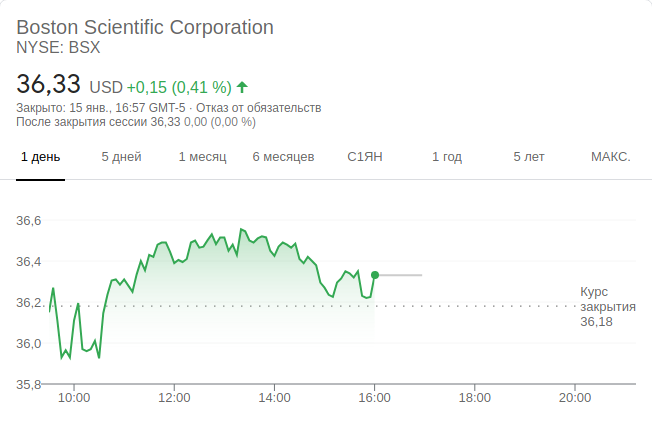 Boston Scientific Corporation
NYSE: BSX
36,33 USD +0,15 (0,41 %)
Закрыто: 15 янв., 16:57 GMT-5 · Отказ от обязательств
После закрытия сессии 36,33 0,00 (0,00 %)
1 день 5 дней 1 месяц 6 месяцев С1ЯН 1 год 5 лет МАКС.
36,6
36,4
36,2
36,0
35,8
Курс
закрытия
36,18
10:00 12:00 14:00 16:00 18:00 20:00